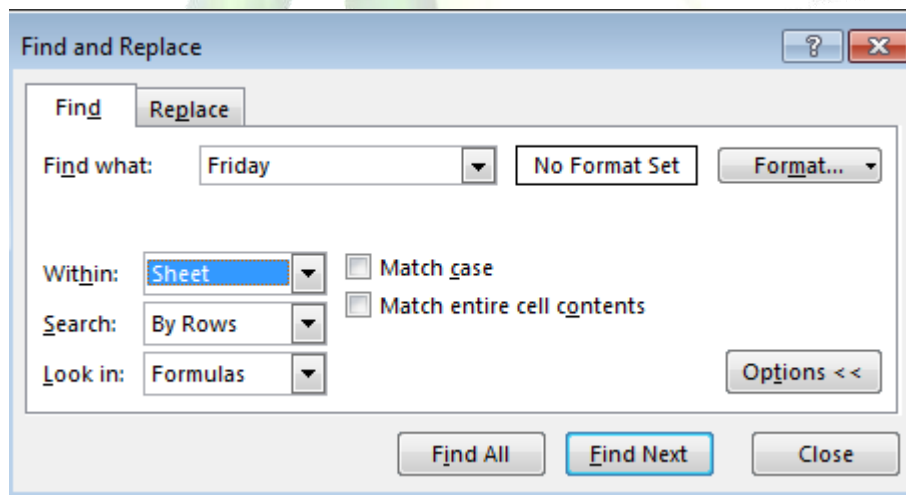 Find and Replace ?
Find Replace
Find what: Friday No Format Set Format...
Within: Sheet Match case
Match entire cell contents
Search: By Rows
Look in: Formulas Options <<
Find All Find Next Close